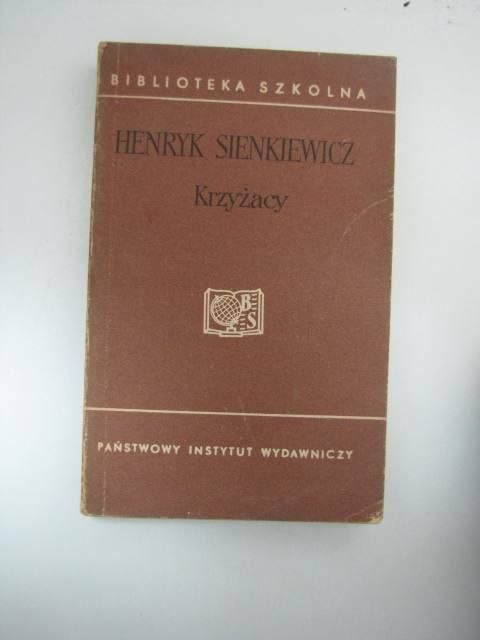 BIBLIOTEKA SZKOLNA
HENRYK SIENKIEWICZ
Krzyżacy
B
S
PAŃSTWOWY INSTYTUT WYDAWNICZY